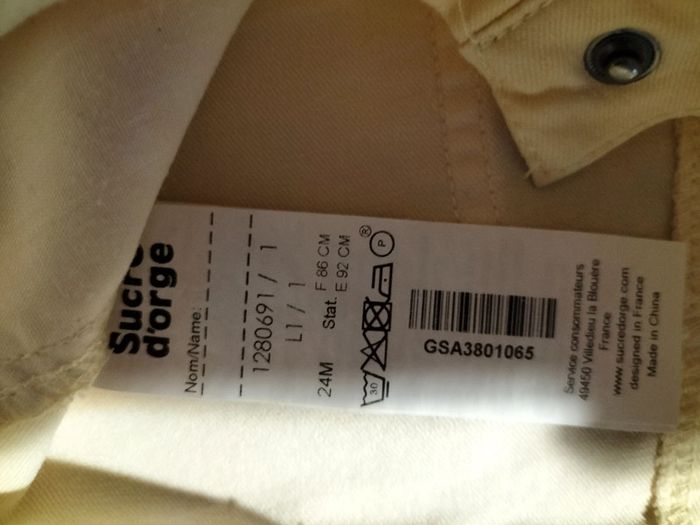 Sucre
d'orge
Nom/Name:
1280691 / 1
L1 / 1
24M Stat. F 86 CM
E 92 CM
30
P
®
GSA3801065
Service consommateurs
49450 Villedieu la Blouère
France
www.sucredorge.com
designed in France
Made in China